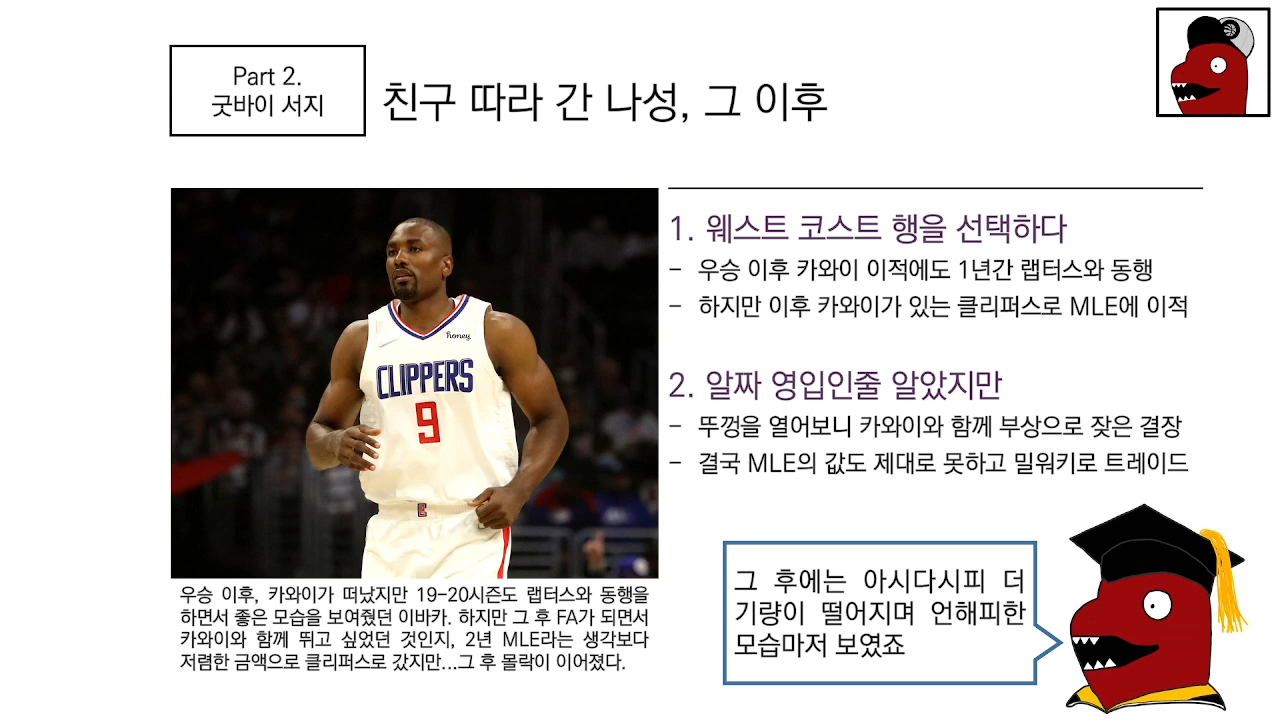 Part 2.
굿바이 서지
친구 따라 간 나성, 그 이후
honey
CLIPPERS
9
우승 이후, 카와이가 떠났지만 19-20시즌도 랩터스와 동행을
하면서 좋은 모습을 보여줬던 이바카. 하지만 그 후 FA가 되면서
카와이와 함께 뛰고 싶었던 것인지, 2년 MLE라는 생각보다
저렴한 금액으로 클리퍼스로 갔지만...그 후 몰락이 이어졌다.
1. 웨스트 코스트 행을 선택하다
- 우승 이후 카와이 이적에도 1년간 랩터스와 동행
- 하지만 이후 카와이가 있는 클리퍼스로 MLE에 이적
2. 알짜 영입인줄 알았지만
- 뚜껑을 열어보니 카와이와 함께 부상으로 잦은 결장
- 결국 MLE의 값도 제대로 못하고 밀워키로 트레이드
그 후에는 아시다시피 더
기량이 떨어지며 언해피한
모습마저 보였죠